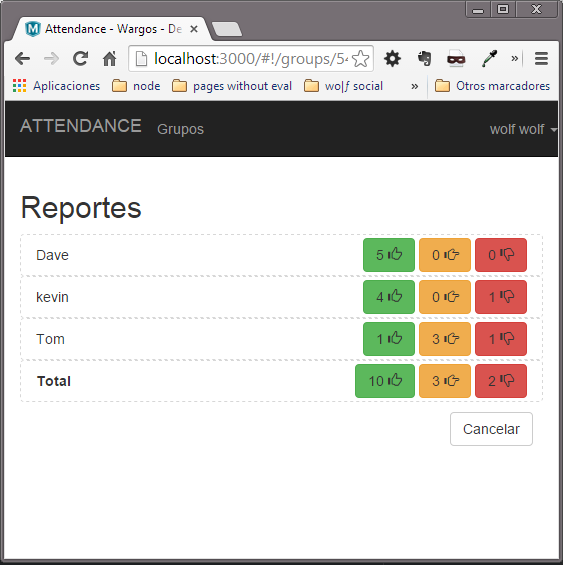 Attendance - Wargos - De
localhost:3000/#!/groups/54
Aplicaciones node pages without eval wo|ƒ social » Otros marcadores
ATTENDANCE Grupos wolf wolf
Reportes
Dave 5 0 0
kevin 4 0 1
Tom 1 3 1
Total 10 3 2
Cancelar